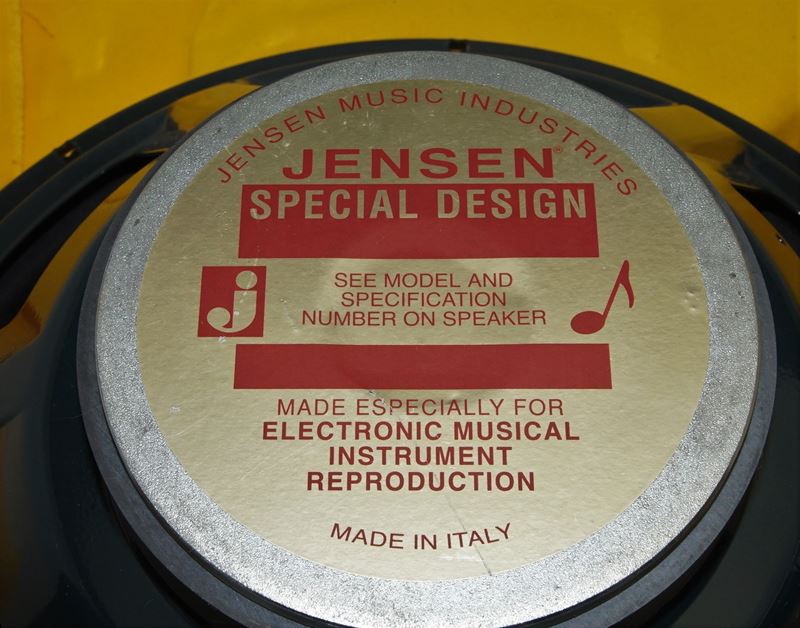 JENSEN MUSIC INDUSTRIES
JENSEN®
SPECIAL DESIGN
j
SEE MODEL AND
SPECIFICATION
NUMBER ON SPEAKER
MADE ESPECIALLY FOR
ELECTRONIC MUSICAL
INSTRUMENT
REPRODUCTION
MADE IN ITALY